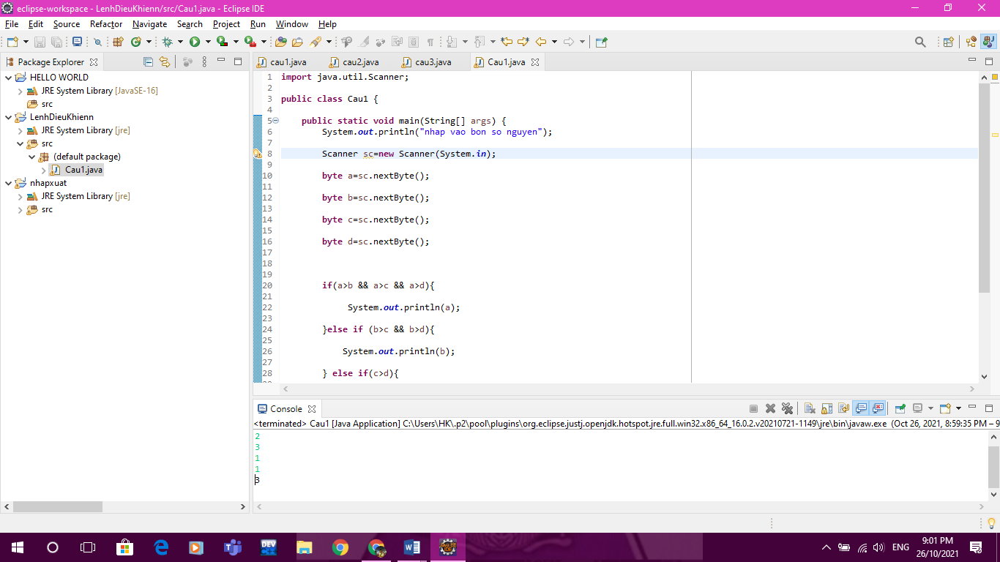 eclipse-workspace - LenhDieuKhienn/src/Cau1.java - Eclipse IDE
File Edit Source Refactor Navigate Search Project Run Window Help
Package Explorer
HELLO WORLD
JRE System Library [JavaSE-16]
src
LenhDieuKhienn
JRE System Library [jre]
src
(default package)
Cau1.java
nhapxuat
JRE System Library [jre]
src
cau1.java cau2.java cau3.java Cau1.java
1 import java.util.Scanner;
2
3 public class Cau1 {
4
5 public static void main(String[] args) {
6 System.out.println("nhap vao bon so nguyen");
7
8 Scanner sc=new Scanner(System.in);
9
10 byte a=sc.nextByte();
11
12 byte b=sc.nextByte();
13
14 byte c=sc.nextByte();
15
16 byte d=sc.nextByte();
17
18
19
20 if(a>b && a>c && a>d){
21
22 System.out.println(a);
23
24 }else if (b>c && b>d){
25
26 System.out.println(b);
27
28 } else if(c>d){
Console
<terminated> Cau1 [Java Application] C:\Users\HK\.p2\pool\plugins\org.eclipse.justj.openjdk.hotspot.jre.full.win32.x86_64_16.0.2.v20210721-1149\jre\bin\javaw.exe (Oct 26, 2021, 8:59:35 PM – 9
2
3
1
1
3
DEV
ENG
9:01 PM
26/10/2021